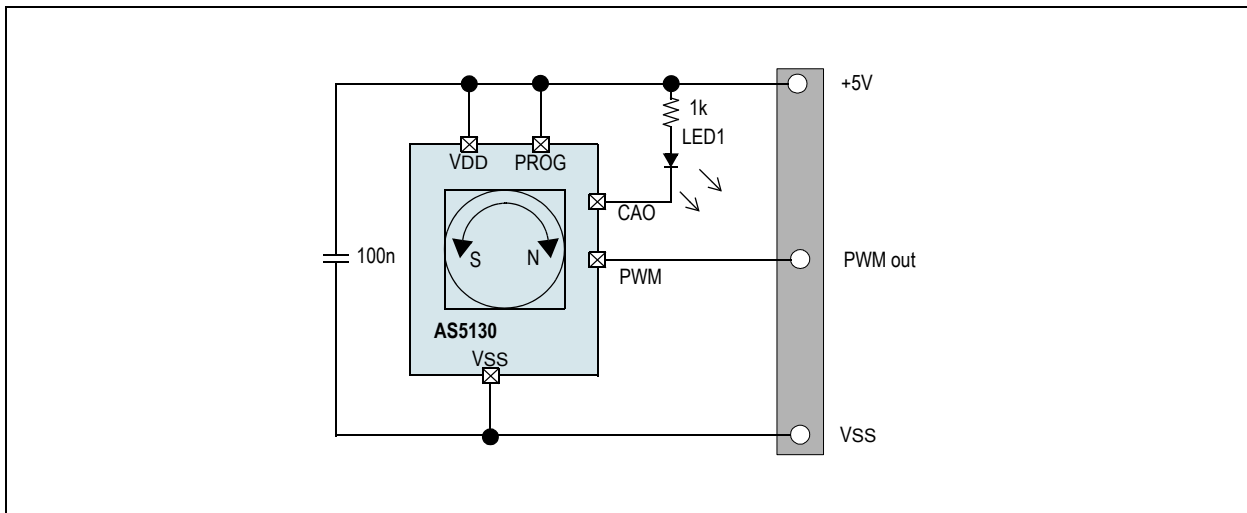 +5V
1k
LED1
VDD
PROG
CAO
100n
S
N
PWM
PWM out
AS5130
VSS
VSS